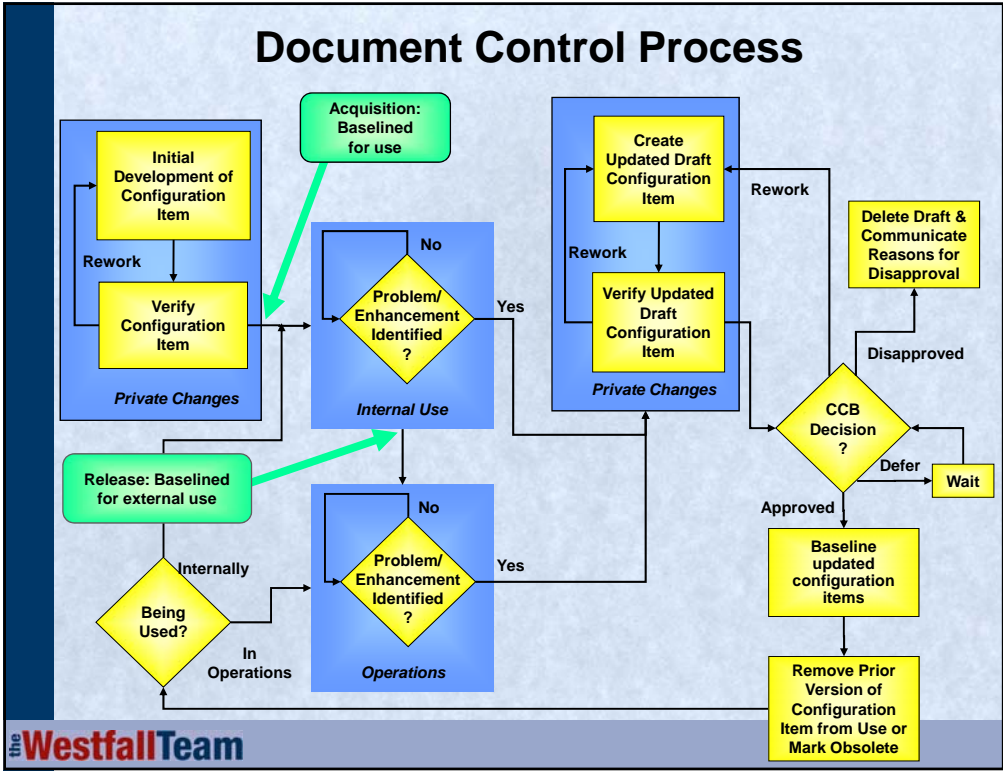 Document Control Process
Acquisition:
Baselined
for use
Initial
Development of
Configuration
Item
Rework
Verify
Configuration
Item
Private Changes
No
Problem/
Enhancement
Identified
?
Yes
Internal Use
Release: Baselined
for external use
No
Problem/
Enhancement
Identified
?
Yes
Operations
Internally
Being
Used?
In
Operations
Create
Updated Draft
Configuration
Item
Rework
Verify Updated
Draft
Configuration
Item
Private Changes
Rework
Delete Draft &
Communicate
Reasons for
Disapproval
Disapproved
CCB
Decision
?
Defer
Wait
Approved
Baseline
updated
configuration
items
Remove Prior
Version of
Configuration
Item from Use or
Mark Obsolete
the WestfallTeam